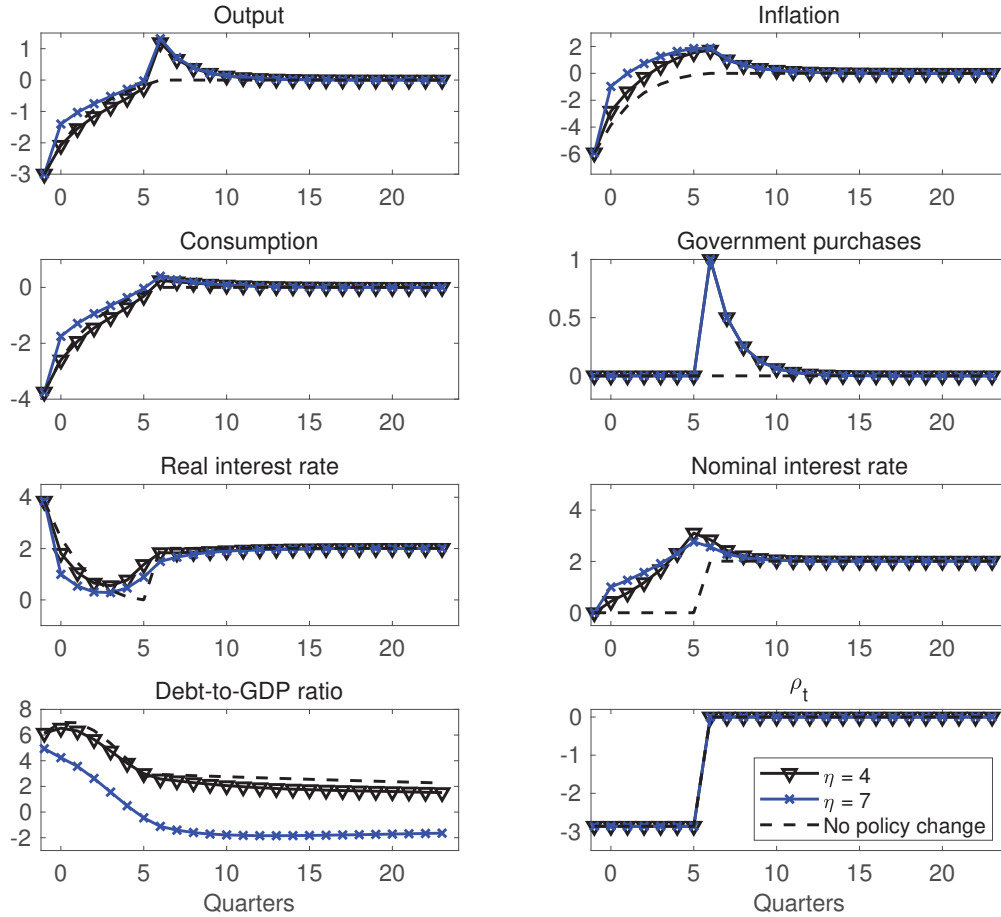 Output
1
0
-1
-2
-3
0 5 10 15 20
Inflation
2
0
-2
-4
-6
0 5 10 15 20
Consumption
0
-2
-4
0 5 10 15 20
Government purchases
1
0.5
0
0 5 10 15 20
Real interest rate
4
2
0
0 5 10 15 20
Nominal interest rate
4
2
0
0 5 10 15 20
Debt-to-GDP ratio
8
6
4
2
0
-2
0 5 10 15 20
Quarters
ρt
0
-1
-2
-3
η = 4
η = 7
No policy change
0 5 10 15 20
Quarters